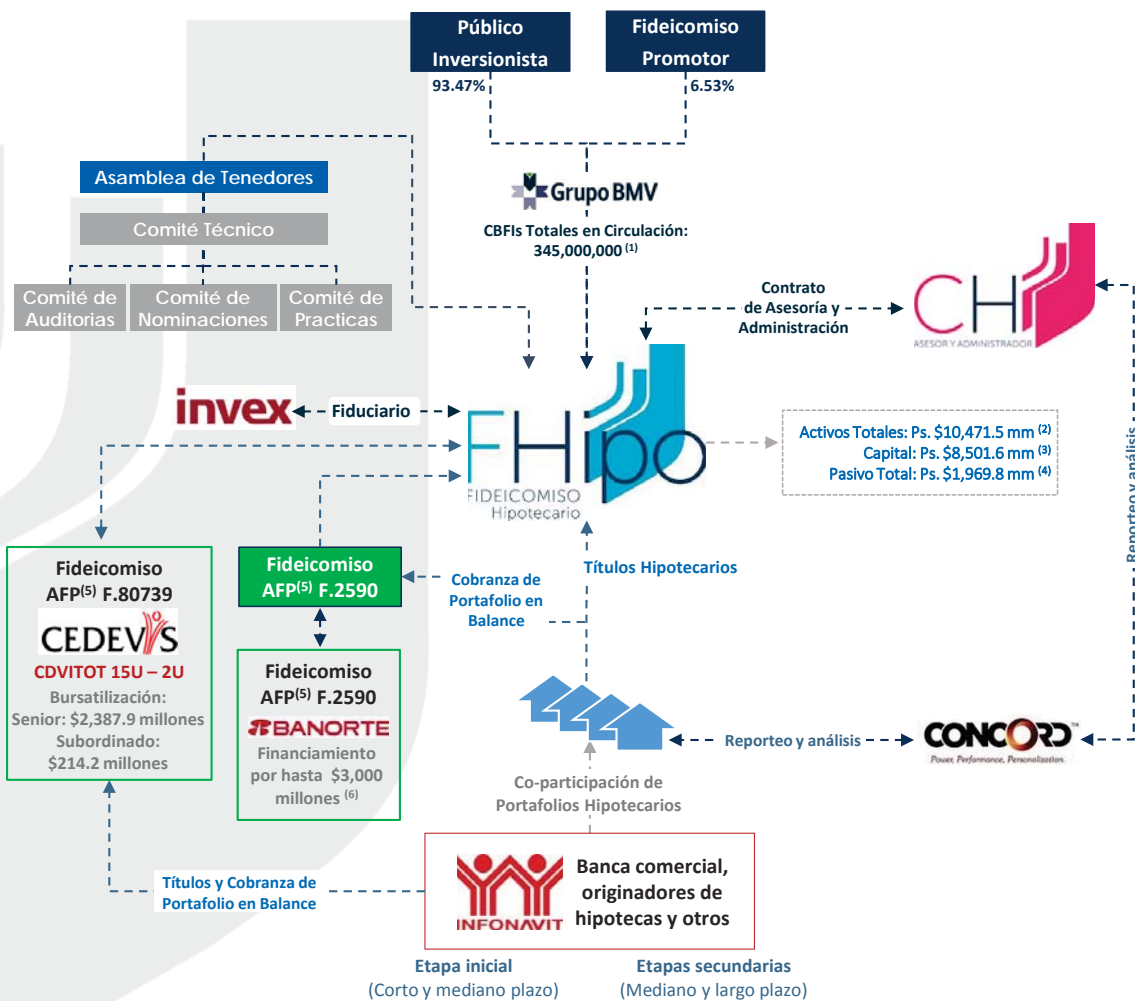 Público
Inversionista
Fideicomiso
Promotor
93.47%
6.53%
Asamblea de Tenedores
Comité Técnico
Comité de
Auditorias
Comité de
Nominaciones
Comité de
Practicas
Grupo BMV
CBFIs Totales en Circulación:
345,000,000 (1)
Contrato
de Asesoría y
Administración
CH
ASESOR Y ADMINISTRADOR
invex
Fiduciario
FHipo
FIDEICOMISO
Hipotecario
Activos Totales: Ps. $10,471.5 mm (2)
Capital: Ps. $8,501.6 mm (3)
Pasivo Total: Ps. $1,969.8 mm (4)
Reporteo y análisis
Fideicomiso
AFP(5) F.80739
CEDEVIS
CDVITOT 15U – 2U
Bursatilización:
Senior: $2,387.9 millones
Subordinado:
$214.2 millones
Fideicomiso
AFP(5) F.2590
Cobranza de
Portafolio en
Balance
Títulos Hipotecarios
Fideicomiso
AFP(5) F.2590
BANORTE
Financiamiento
por hasta $3,000
millones (6)
Reporteo y análisis
CONCORD™
Power, Performance, Personalization.
Co-participación de
Portafolios Hipotecarios
Títulos y Cobranza de
Portafolio en Balance
INFONAVIT
Banca comercial,
originadores de
hipotecas y otros
Etapa inicial
(Corto y mediano plazo)
Etapas secundarias
(Mediano y largo plazo)